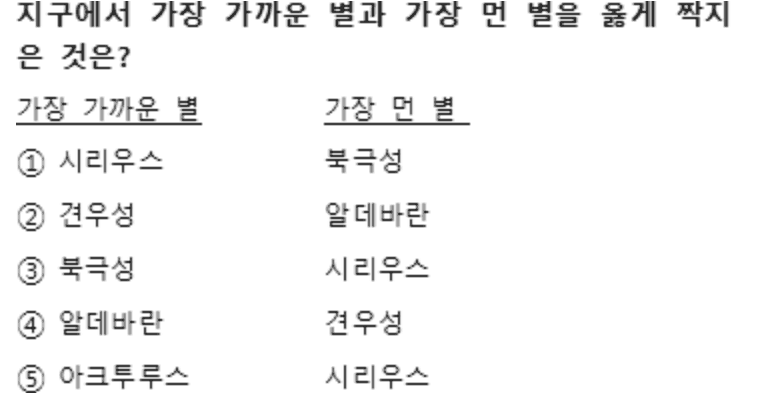 지구에서 가장 가까운 별과 가장 먼 별을 옳게 짝지
은 것은?
가장 가까운 별 가장 먼 별
① 시리우스 북극성
② 견우성 알데바란
③ 북극성 시리우스
④ 알데바란 견우성
⑤ 아크투루스 시리우스